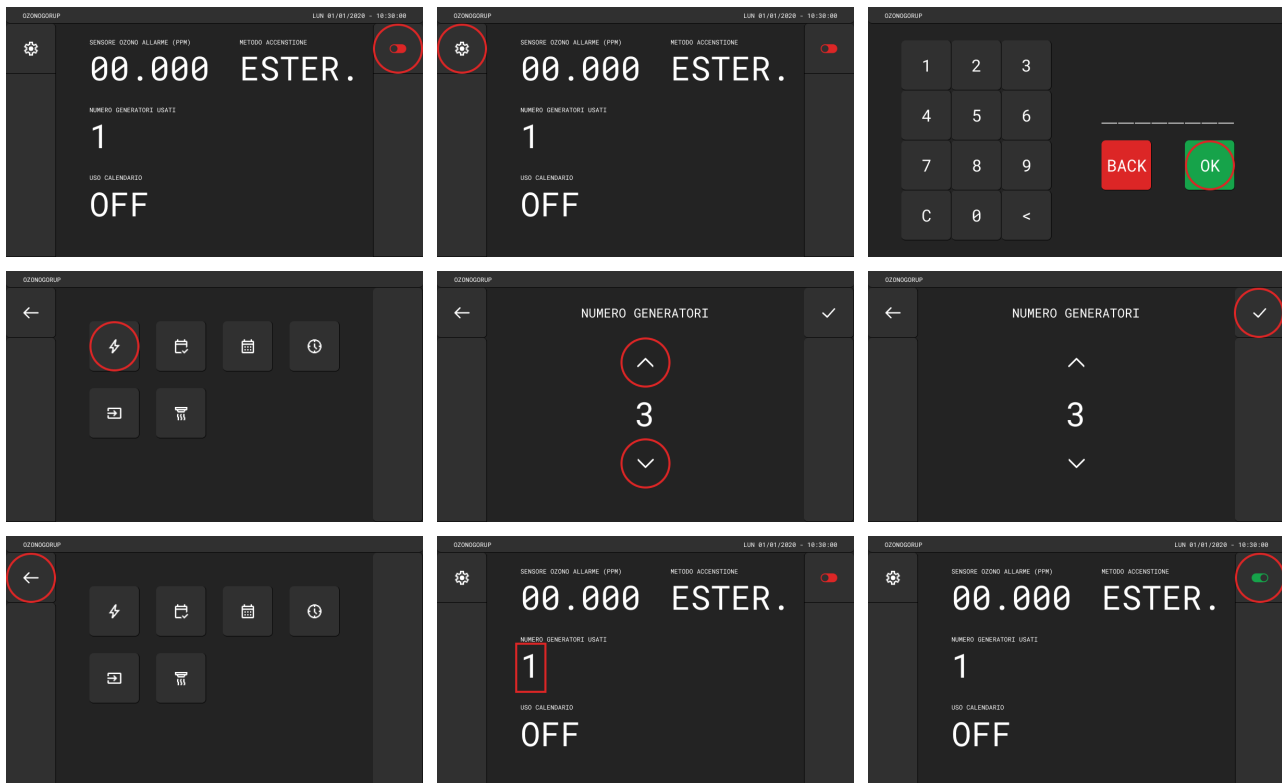 OZONOGORUP LUN 01/01/2020 - 10:30:00
SENSORE OZONO ALLARME (PPM) METODO ACCENSTIONE
00.000 ESTER.
NUMERO GENERATORI USATI
1
USO CALENDARIO
OFF
OZONOGORUP LUN 01/01/2020 - 10:30:00
SENSORE OZONO ALLARME (PPM) METODO ACCENSTIONE
00.000 ESTER.
NUMERO GENERATORI USATI
1
USO CALENDARIO
OFF
OZONOGORUP
1 2 3
4 5 6
7 8 9
C 0 <
________
BACK OK
OZONOGORUP
OZONOGORUP
NUMERO GENERATORI
3
OZONOGORUP
NUMERO GENERATORI
3
OZONOGORUP
OZONOGORUP LUN 01/01/2020 - 10:30:00
SENSORE OZONO ALLARME (PPM) METODO ACCENSTIONE
00.000 ESTER.
NUMERO GENERATORI USATI
1
USO CALENDARIO
OFF
OZONOGORUP LUN 01/01/2020 - 10:30:00
SENSORE OZONO ALLARME (PPM) METODO ACCENSTIONE
00.000 ESTER.
NUMERO GENERATORI USATI
1
USO CALENDARIO
OFF